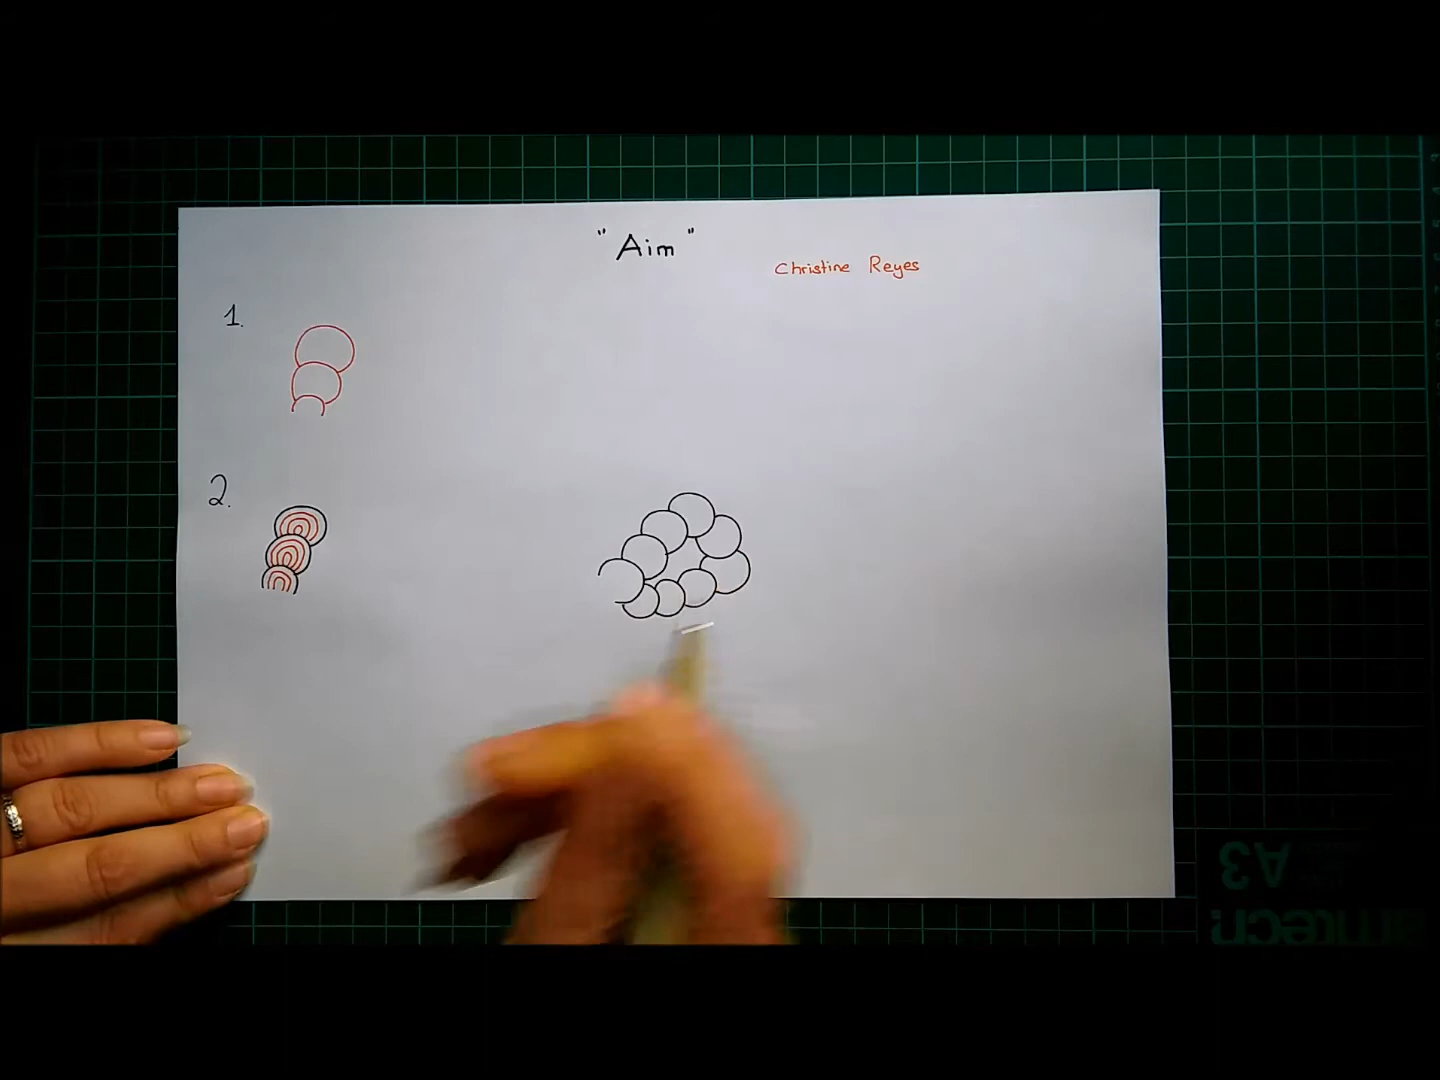 "Aim"
Christine Reyes
1.
2.
A3